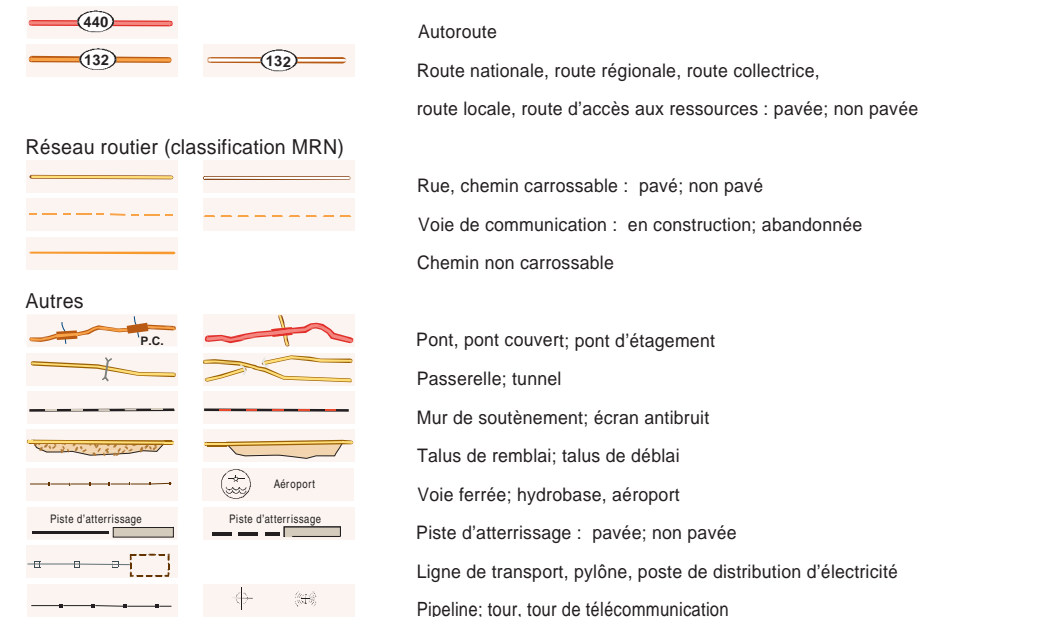 440
Autoroute
132 132
Route nationale, route régionale, route collectrice,
route locale, route d'accès aux ressources : pavée; non pavée
Réseau routier (classification MRN)
Rue, chemin carrossable : pavé; non pavé
Voie de communication : en construction; abandonnée
Chemin non carrossable
Autres
P.C.
Pont, pont couvert; pont d'étagement
Passerelle; tunnel
Mur de soutènement; écran antibruit
Talus de remblai; talus de déblai
Aéroport
Voie ferrée; hydrobase, aéroport
Piste d'atterrissage Piste d'atterrissage
Piste d'atterrissage : pavée; non pavée
Ligne de transport, pylône, poste de distribution d'électricité
Pipeline; tour, tour de télécommunication